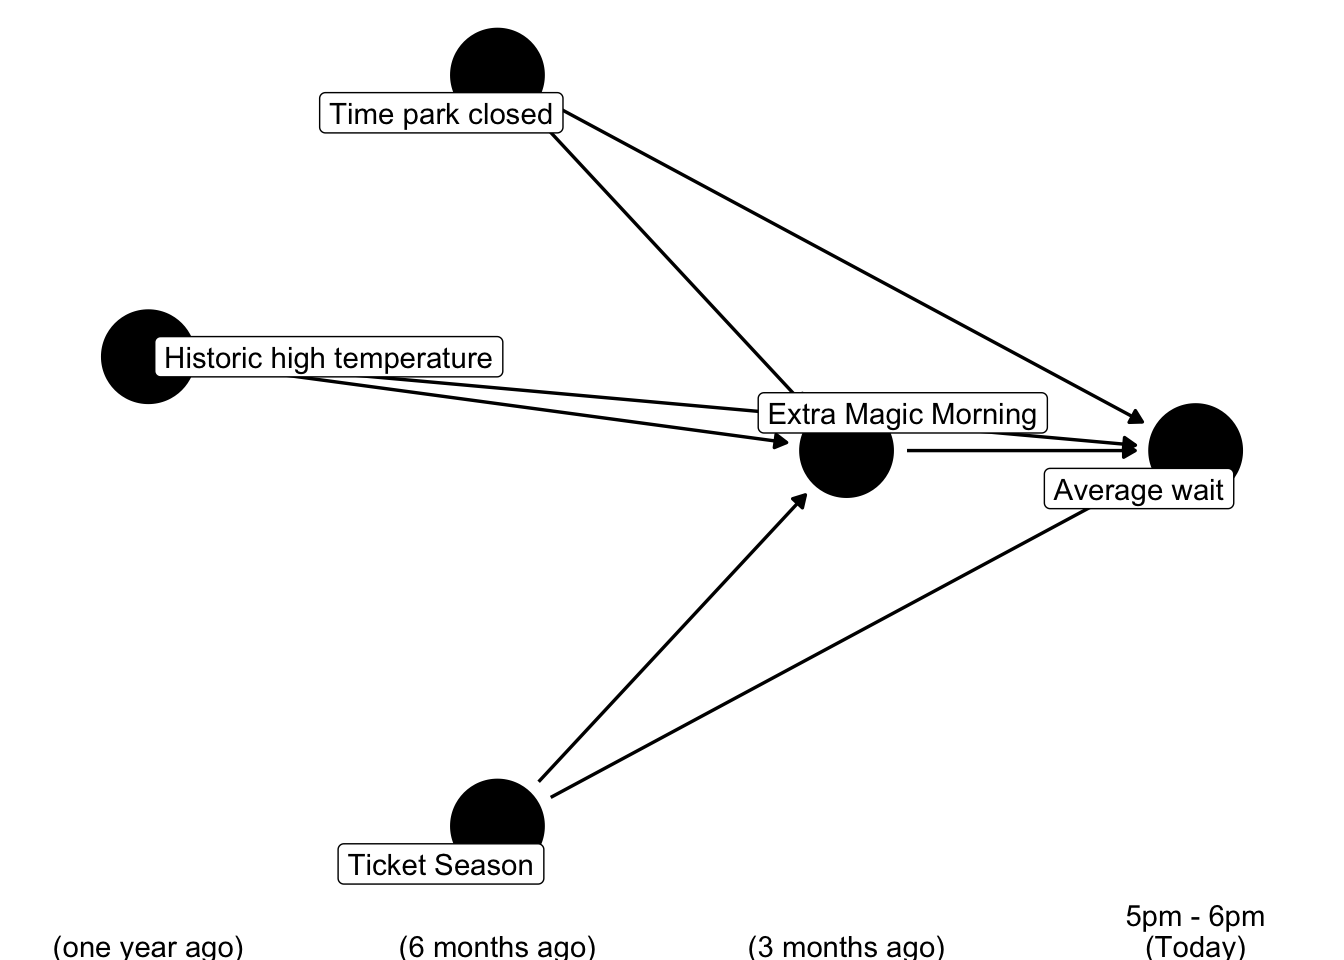 Time park closed
Historic high temperature
Extra Magic Morning
Average wait
Ticket Season
(one year ago)
(6 months ago)
(3 months ago)
5pm - 6pm
(Today)